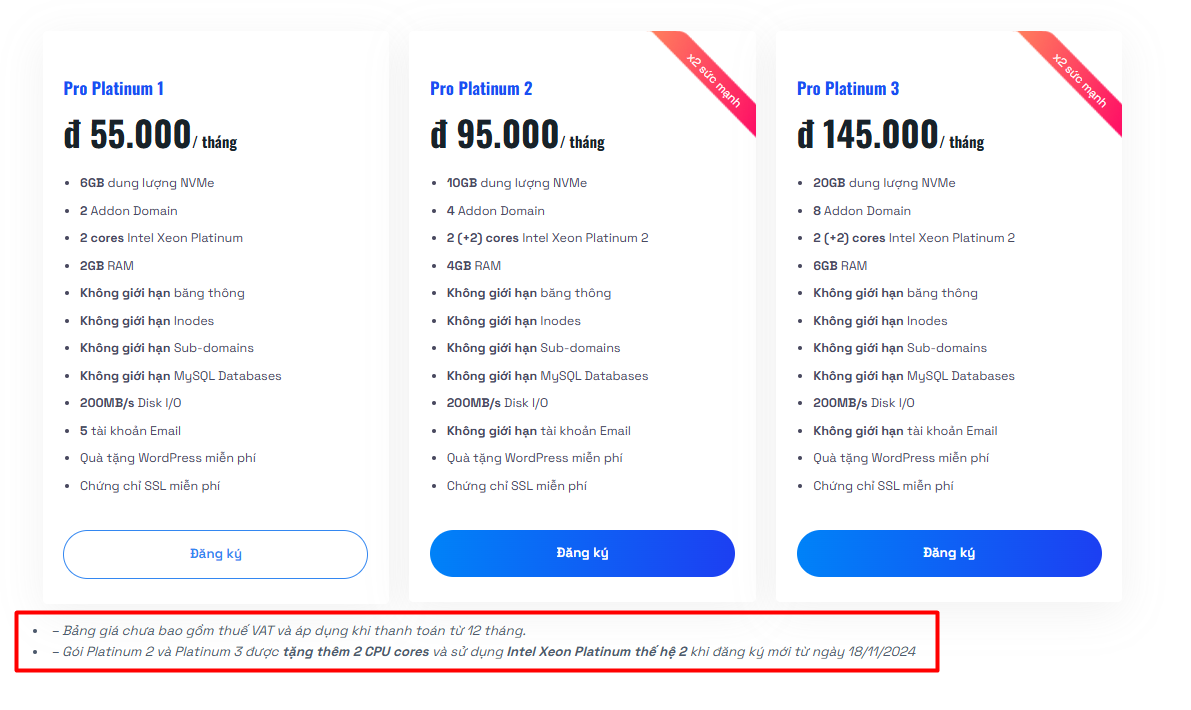 Pro Platinum 1
đ 55.000/ tháng
6GB dung lượng NVMe
2 Addon Domain
2 cores Intel Xeon Platinum
2GB RAM
Không giới hạn băng thông
Không giới hạn Inodes
Không giới hạn Sub-domains
Không giới hạn MySQL Databases
200MB/s Disk I/O
5 tài khoản Email
Quà tặng WordPress miễn phí
Chứng chỉ SSL miễn phí
Đăng ký
x2 sức mạnh
Pro Platinum 2
đ 95.000/ tháng
10GB dung lượng NVMe
4 Addon Domain
2 (+2) cores Intel Xeon Platinum 2
4GB RAM
Không giới hạn băng thông
Không giới hạn Inodes
Không giới hạn Sub-domains
Không giới hạn MySQL Databases
200MB/s Disk I/O
Không giới hạn tài khoản Email
Quà tặng WordPress miễn phí
Chứng chỉ SSL miễn phí
Đăng ký
x2 sức mạnh
Pro Platinum 3
đ 145.000/ tháng
20GB dung lượng NVMe
8 Addon Domain
2 (+2) cores Intel Xeon Platinum 2
6GB RAM
Không giới hạn băng thông
Không giới hạn Inodes
Không giới hạn Sub-domains
Không giới hạn MySQL Databases
200MB/s Disk I/O
Không giới hạn tài khoản Email
Quà tặng WordPress miễn phí
Chứng chỉ SSL miễn phí
Đăng ký
– Bảng giá chưa bao gồm thuế VAT và áp dụng khi thanh toán từ 12 tháng.
– Gói Platinum 2 và Platinum 3 được tặng thêm 2 CPU cores và sử dụng Intel Xeon Platinum thế hệ 2 khi đăng ký mới từ ngày 18/11/2024